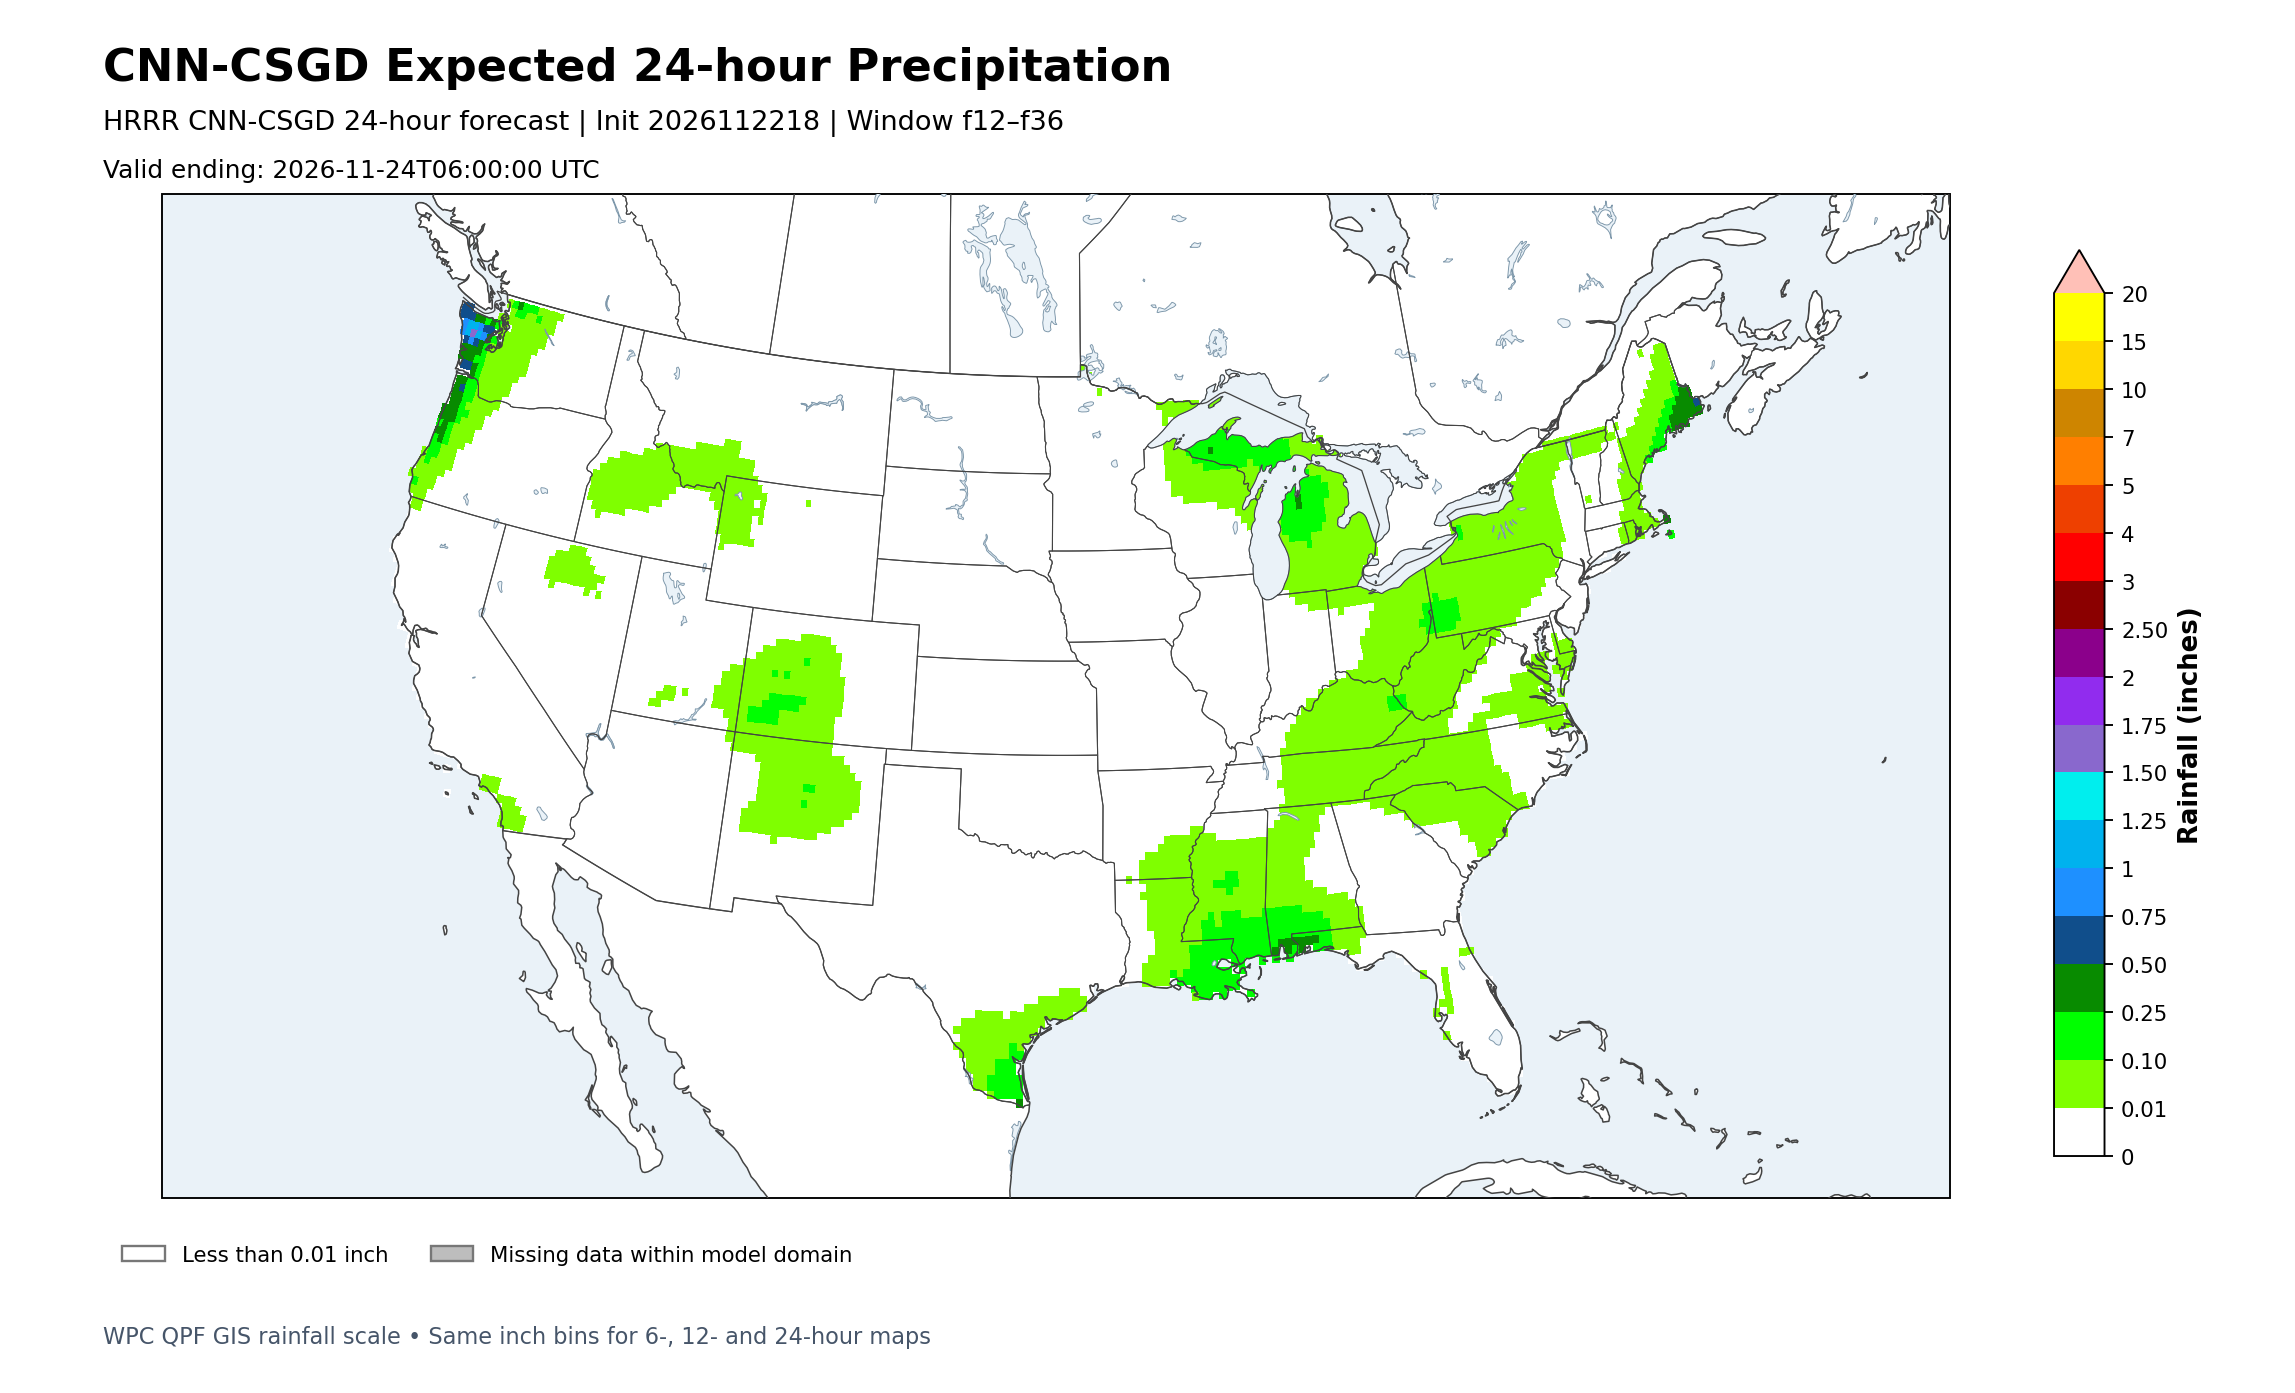 CNN-CSGD Expected 24-hour Precipitation
HRRR CNN-CSGD 24-hour forecast | Init 2026112218 | Window f12–f36
Valid ending: 2026-11-24T06:00:00 UTC
20
15
10
7
5
4
3
2.50
2
1.75
1.50
1.25
1
0.75
0.50
0.25
0.10
0.01
0
Rainfall (inches)
Less than 0.01 inch
Missing data within model domain
WPC QPF GIS rainfall scale • Same inch bins for 6-, 12- and 24-hour maps